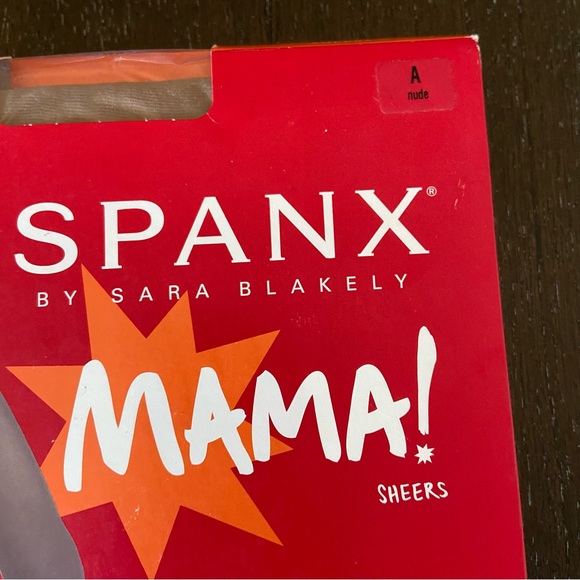 A
nude
SPANX®
BY SARA BLAKELY
MAMA!
SHEERS